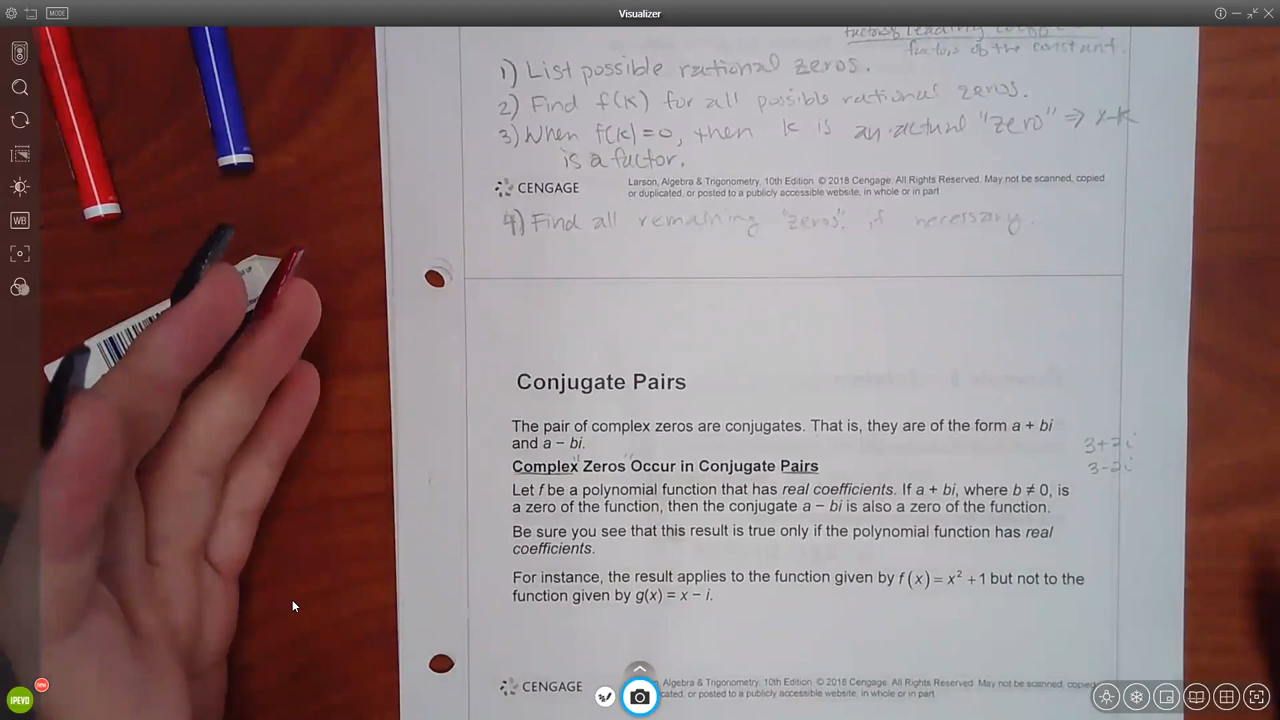 MODE
Visualizer
factors of the constant.
1) List possible rational zeros.
2) Find f(K) for all possible rational zeros.
3) When f(K)=0, then K is an actual "zero" ⇒ x-K
is a factor.
CENGAGE
Larson, Algebra & Trigonometry, 10th Edition. © 2018 Cengage. All Rights Reserved. May not be scanned, copied
or duplicated, or posted to a publicly accessible website, in whole or in part
4) Find all remaining "zeros", if necessary.
WB
Conjugate Pairs
The pair of complex zeros are conjugates. That is, they are of the form a + bi
and a − bi.
3+2i
3-2i
Complex Zeros Occur in Conjugate Pairs
Let f be a polynomial function that has real coefficients. If a + bi, where b ≠ 0, is
a zero of the function, then the conjugate a − bi is also a zero of the function.
Be sure you see that this result is true only if the polynomial function has real
coefficients.
For instance, the result applies to the function given by f(x) = x² + 1 but not to the
function given by g(x) = x − i.
CENGAGE
Algebra & Trigonometry, 10th Edition. © 2018 Cengage. All Rights Reserved. May not be scanned, copied
or posted to a publicly accessible website, in whole or in part
IPEVO
new